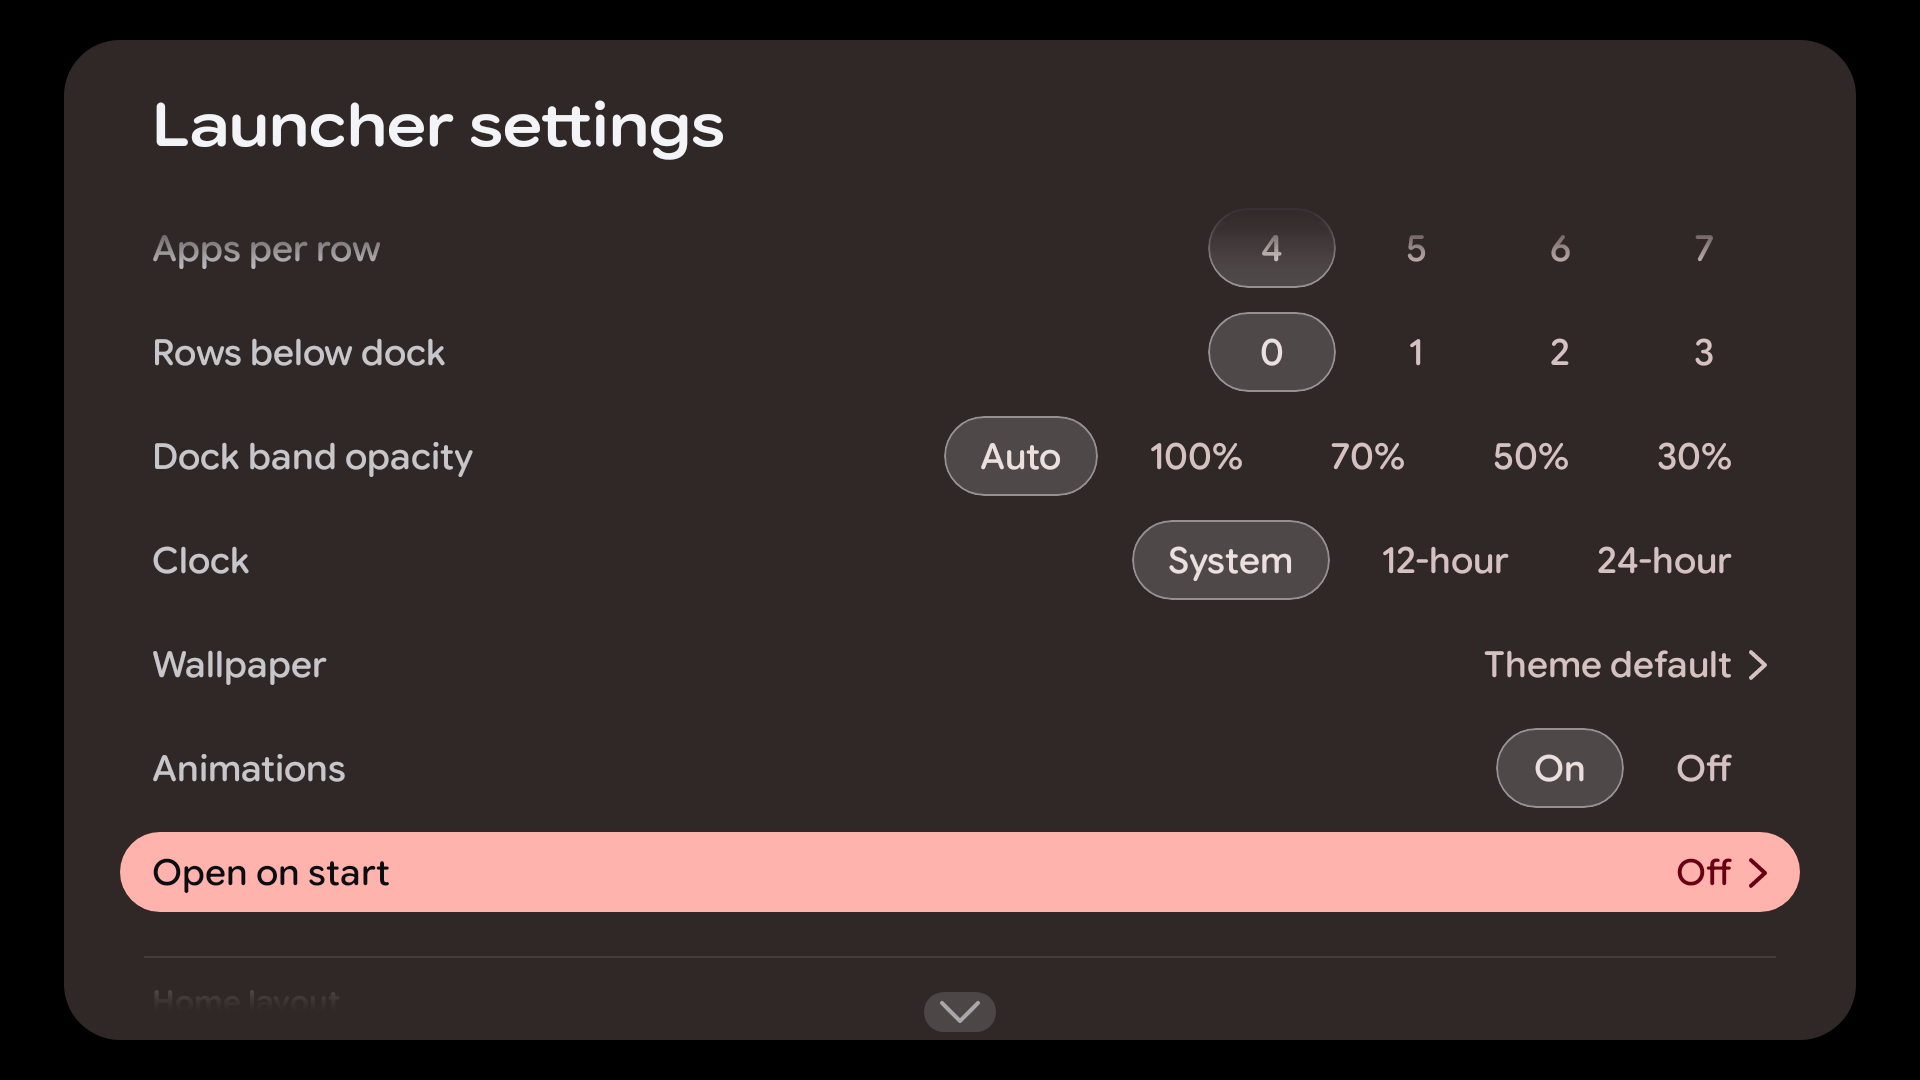 Launcher settings
Apps per row 4 5 6 7
Rows below dock 0 1 2 3
Dock band opacity Auto 100% 70% 50% 30%
Clock System 12-hour 24-hour
Wallpaper Theme default
Animations On Off
Open on start Off
Home layout